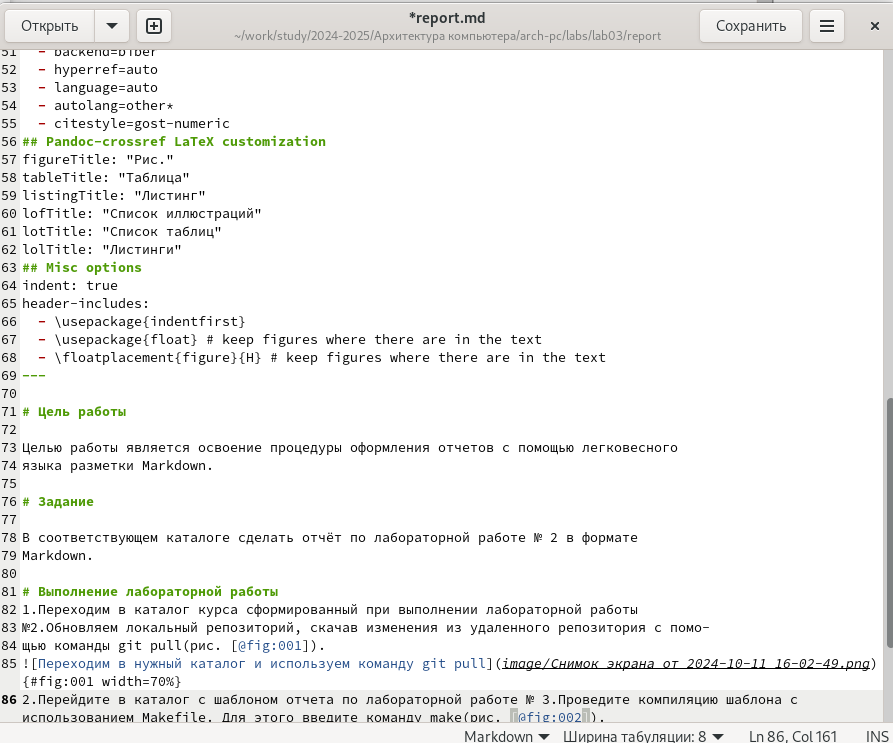 Открыть
*report.md
~/work/study/2024-2025/Архитектура компьютера/arch-pc/labs/lab03/report
Сохранить
51   - backend=biber
52   - hyperref=auto
53   - language=auto
54   - autolang=other*
55   - citestyle=gost-numeric
56 ## Pandoc-crossref LaTeX customization
57 figureTitle: "Рис."
58 tableTitle: "Таблица"
59 listingTitle: "Листинг"
60 lofTitle: "Список иллюстраций"
61 lotTitle: "Список таблиц"
62 lolTitle: "Листинги"
63 ## Misc options
64 indent: true
65 header-includes:
66   - \usepackage{indentfirst}
67   - \usepackage{float} # keep figures where there are in the text
68   - \floatplacement{figure}{H} # keep figures where there are in the text
69 ---
70
71 # Цель работы
72
73 Целью работы является освоение процедуры оформления отчетов с помощью легковесного
74 языка разметки Markdown.
75
76 # Задание
77
78 В соответствующем каталоге сделать отчёт по лабораторной работе № 2 в формате
79 Markdown.
80
81 # Выполнение лабораторной работы
82 1.Переходим в каталог курса сформированный при выполнении лабораторной работы
83 №2.Обновляем локальный репозиторий, скачав изменения из удаленного репозитория с помо-
84 щью команды git pull(рис. [@fig:001]).
85 ![Переходим в нужный каталог и используем команду git pull](image/Снимок экрана от 2024-10-11 16-02-49.png)
{#fig:001 width=70%}
86 2.Перейдите в каталог с шаблоном отчета по лабораторной работе № 3.Проведите компиляцию шаблона с
использованием Makefile. Для этого введите команду make(рис. [@fig:002]).
Markdown
Ширина табуляции: 8
Ln 86, Col 161
INS